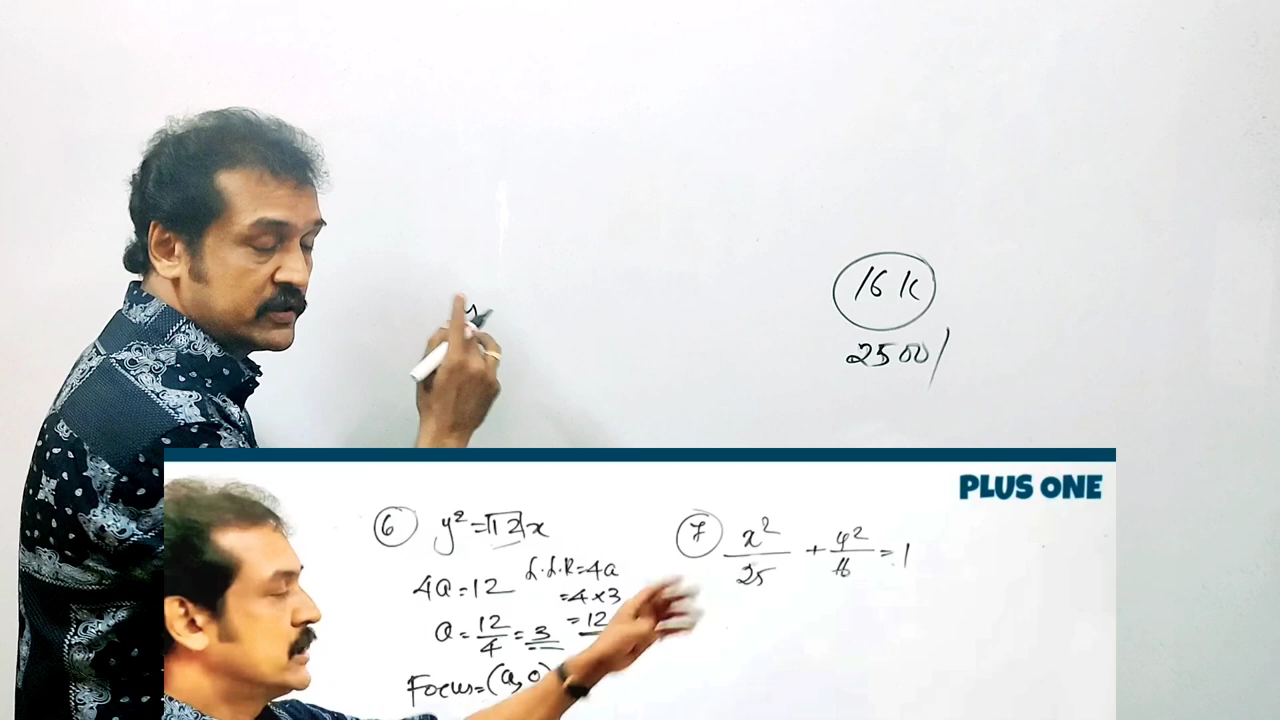 16 K
2500/
PLUS ONE
6 y²=12x
4a=12
a=12/4=3
L.L.R=4a
=4×3
=12
Focus=(a,0)
7 x²/25 + y²/16 = 1